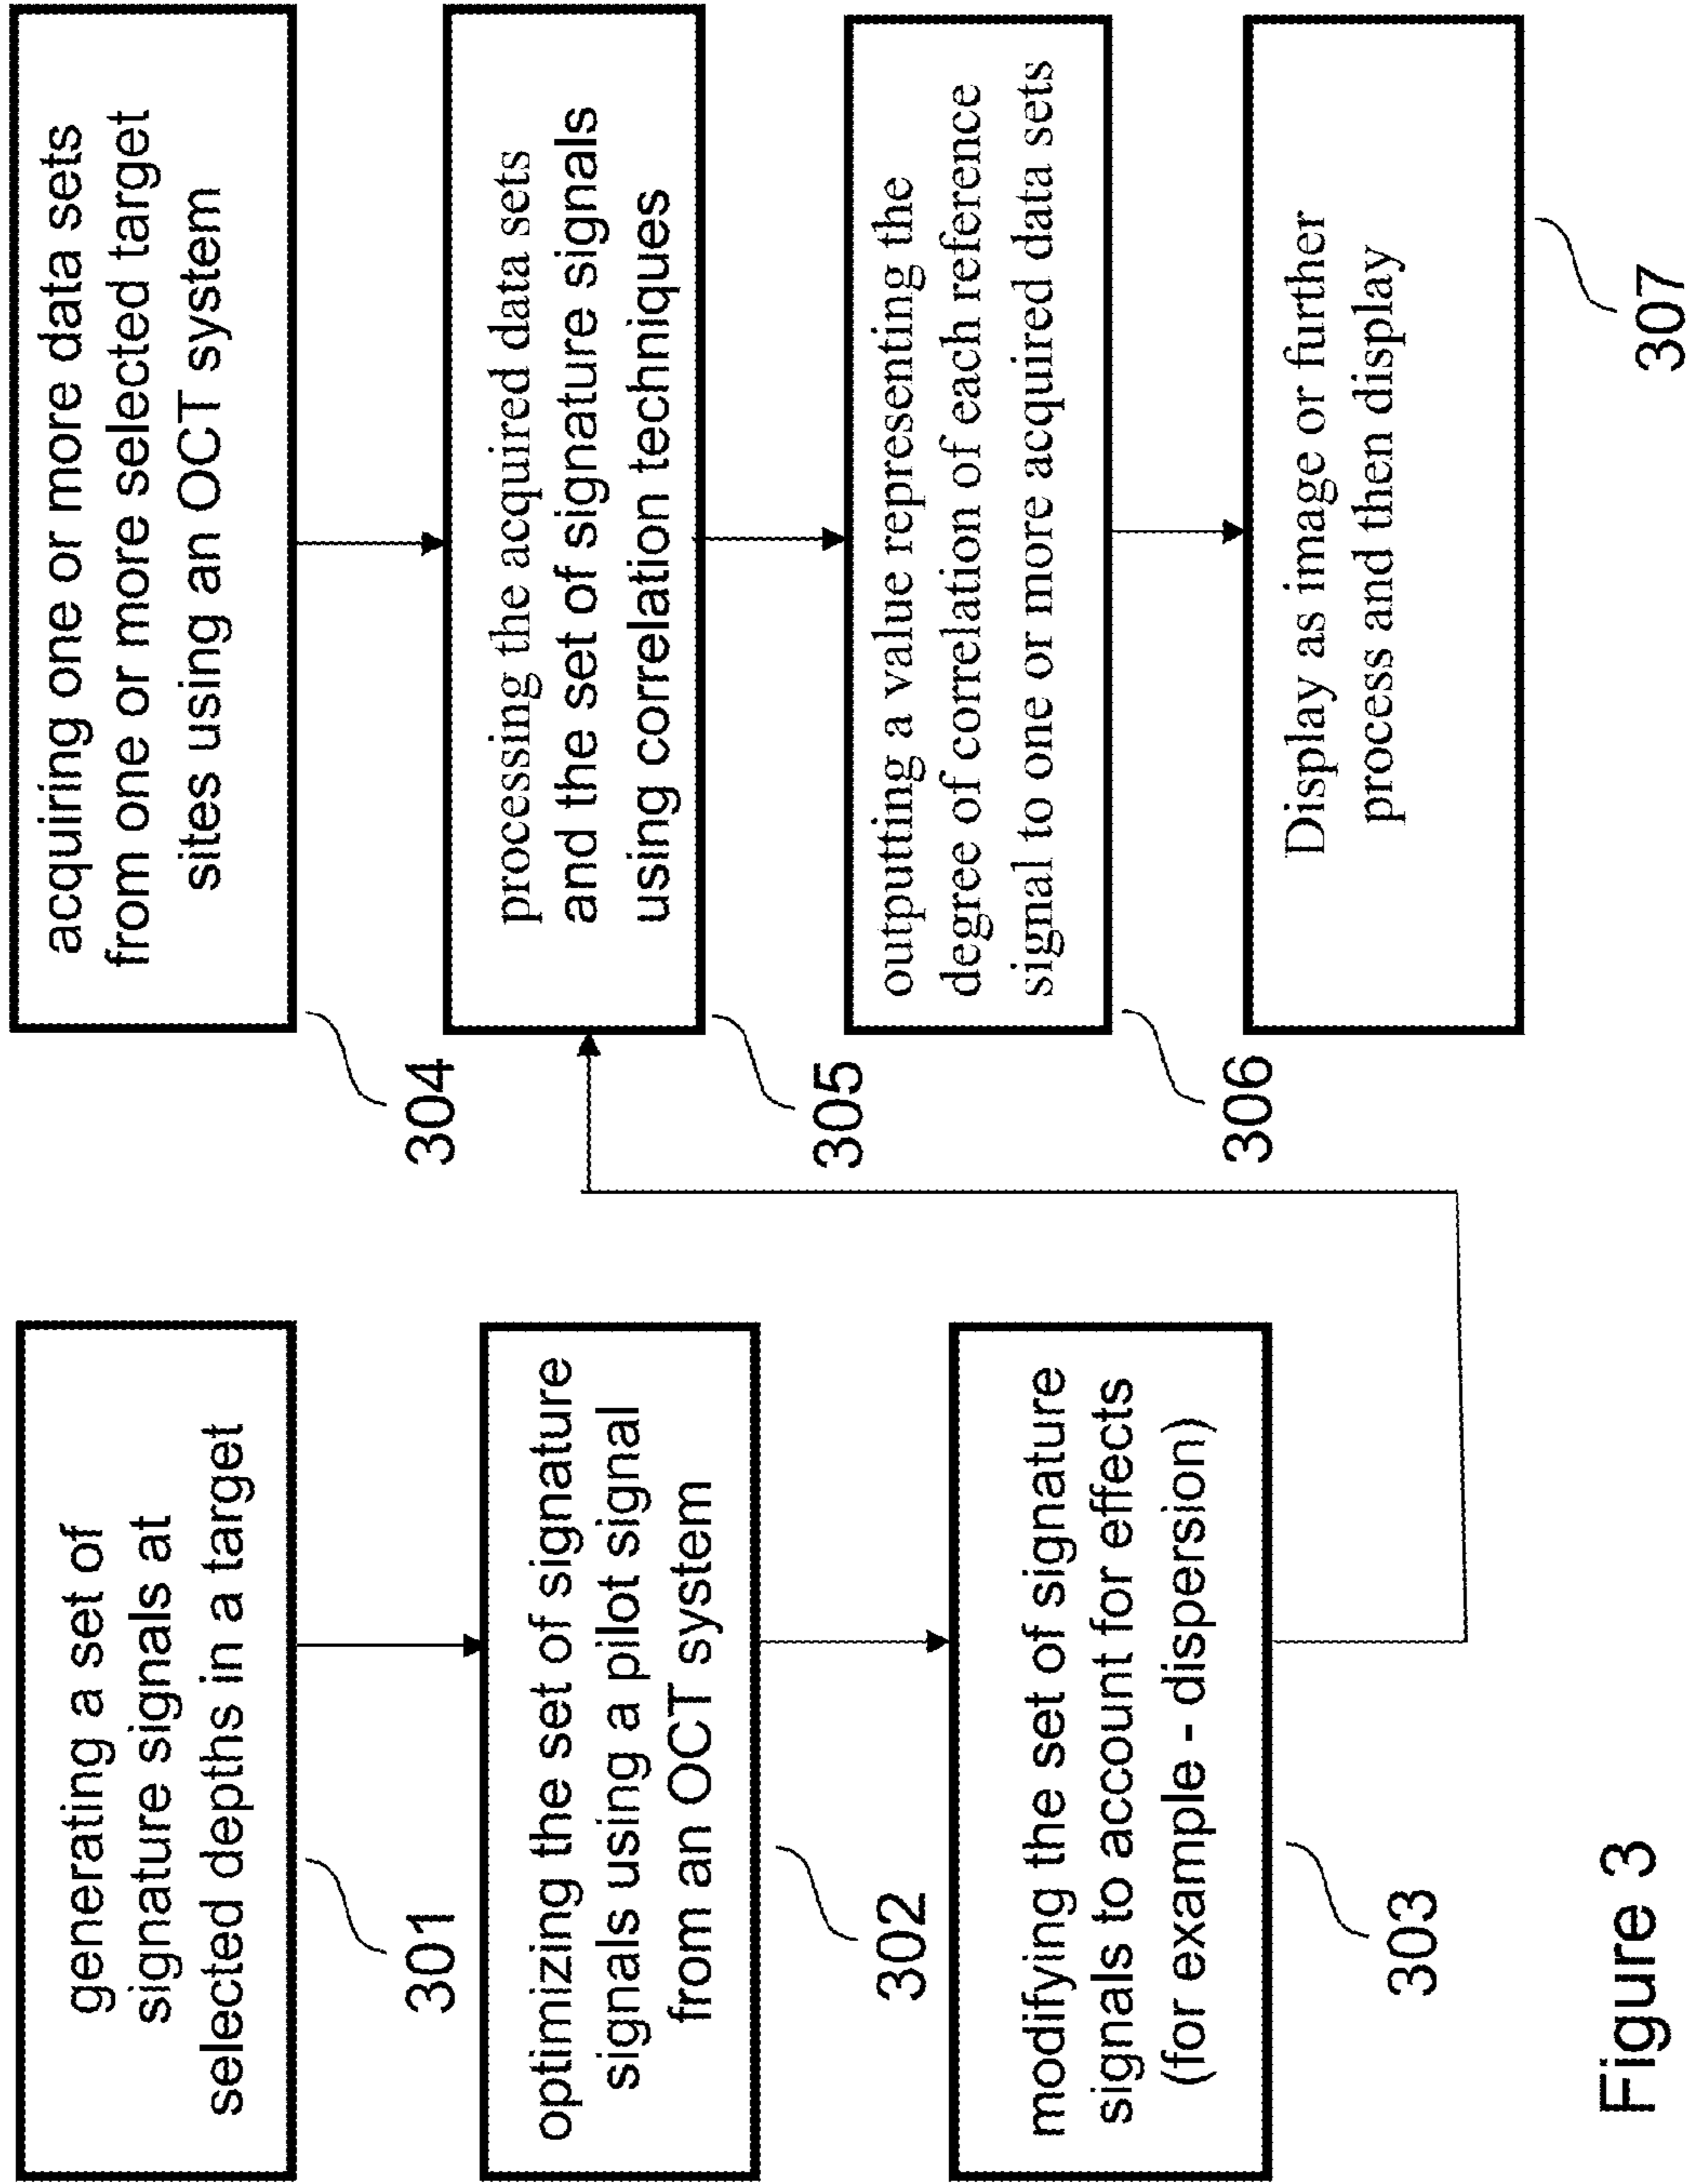 generating a set of
signature signals at
selected depths in a target
301
optimizing the set of signature
signals using a pilot signal
from an OCT system
302
modifying the set of signature
signals to account for effects
(for example - dispersion)
303
acquiring one or more data sets
from one or more selected target
sites using an OCT system
304
processing the acquired data sets
and the set of signature signals
using correlation techniques
305
outputting a value representing the
degree of correlation of each reference
signal to one or more acquired data sets
306
Display as image or further
process and then display
307
Figure 3